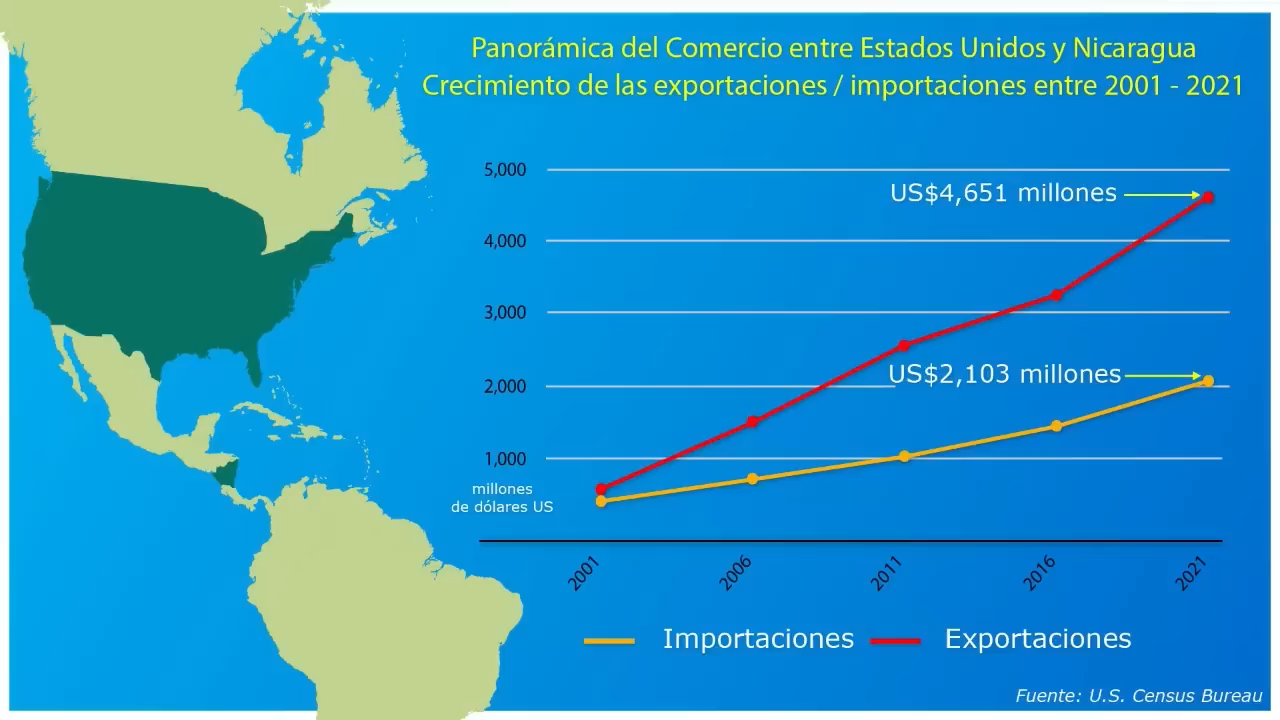 Panorámica del Comercio entre Estados Unidos y Nicaragua
Crecimiento de las exportaciones / importaciones entre 2001 - 2021
5,000
US$4,651 millones
4,000
3,000
US$2,103 millones
2,000
1,000
millones
de dólares US
2001
2006
2011
2016
2021
Importaciones
Exportaciones
Fuente: U.S. Census Bureau